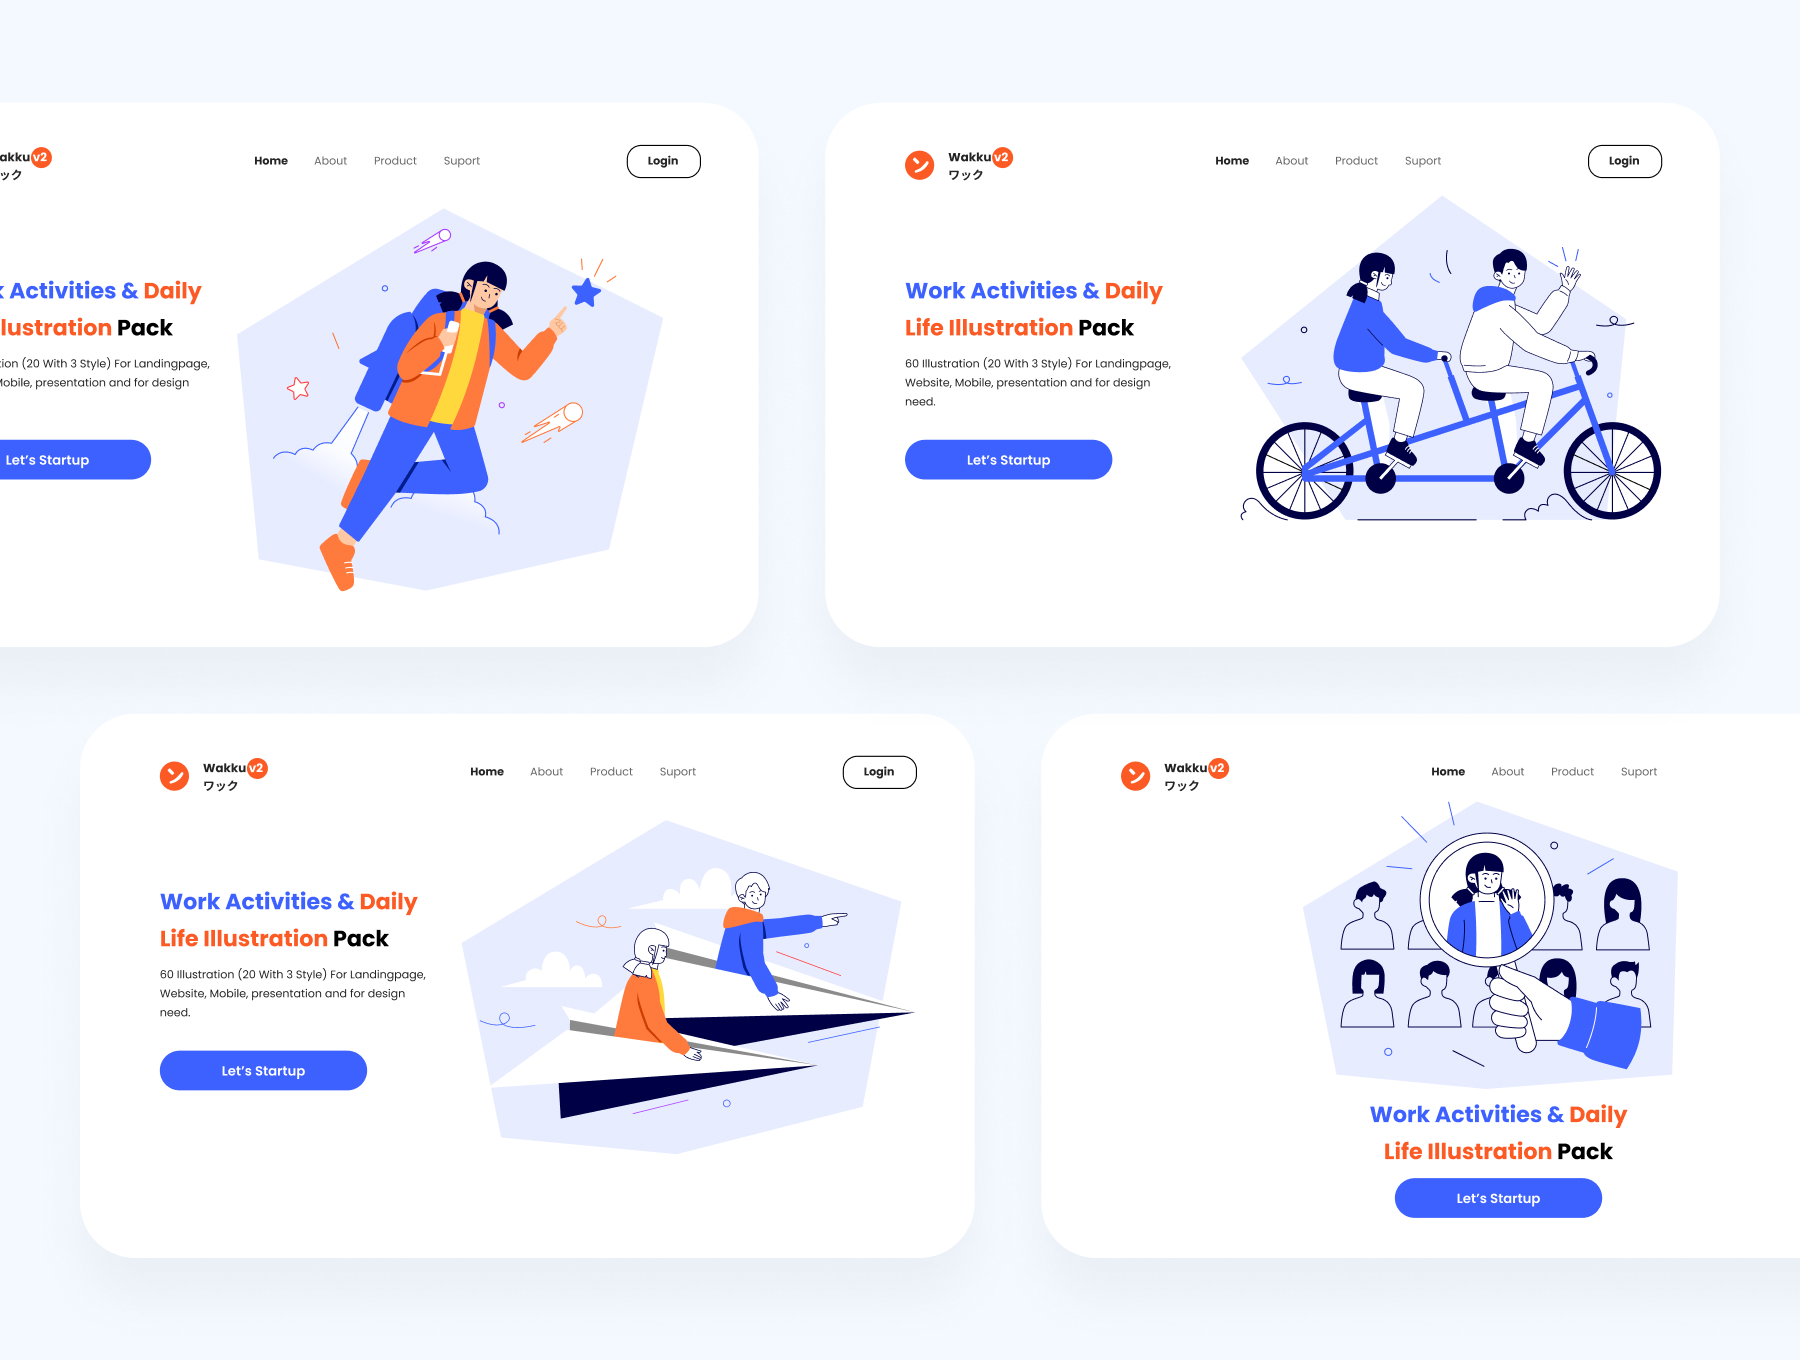 akku v2
ック
Home About Product Suport
Login
Activities & Daily
lustration Pack
tion (20 With 3 Style) For Landingpage,
Mobile, presentation and for design
Let's Startup
Wakku v2
ワック
Home About Product Suport
Login
Work Activities & Daily
Life Illustration Pack
60 Illustration (20 With 3 Style) For Landingpage,
Website, Mobile, presentation and for design
need.
Let's Startup
Wakku v2
ワック
Home About Product Suport
Login
Work Activities & Daily
Life Illustration Pack
60 Illustration (20 With 3 Style) For Landingpage,
Website, Mobile, presentation and for design
need.
Let's Startup
Wakku v2
ワック
Home About Product Suport
Work Activities & Daily
Life Illustration Pack
Let's Startup